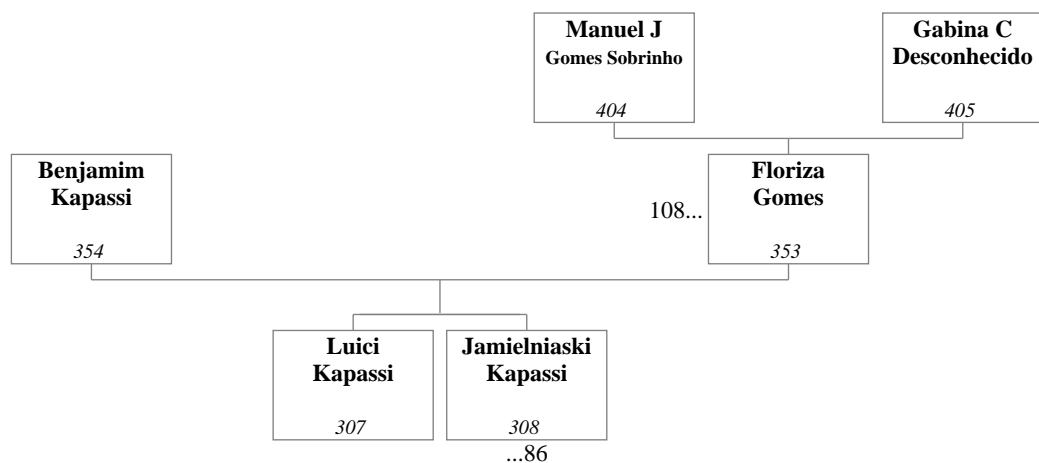 Manuel J
Gomes Sobrinho
404
Gabina C
Desconhecido
405
Benjamim
Kapassi
354
108...
Floriza
Gomes
353
Luici
Kapassi
307
Jamielniaski
Kapassi
308
...86